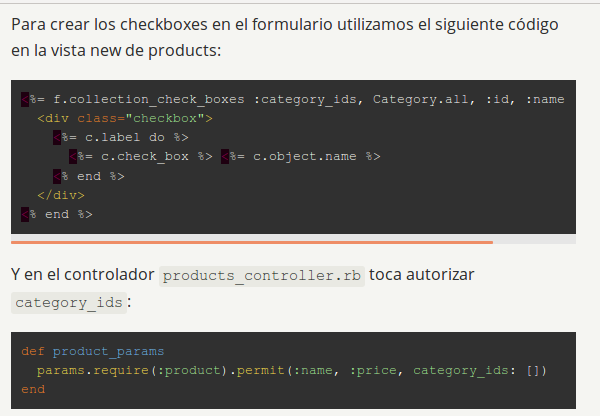 Para crear los checkboxes en el formulario utilizamos el siguiente código
en la vista new de products:
<%= f.collection_check_boxes :category_ids, Category.all, :id, :name
<div class="checkbox">
<%= c.label do %>
<%= c.check_box %> <%= c.object.name %>
<% end %>
</div>
<% end %>
Y en el controlador products_controller.rb toca autorizar
category_ids:
def product_params
params.require(:product).permit(:name, :price, category_ids: [])
end